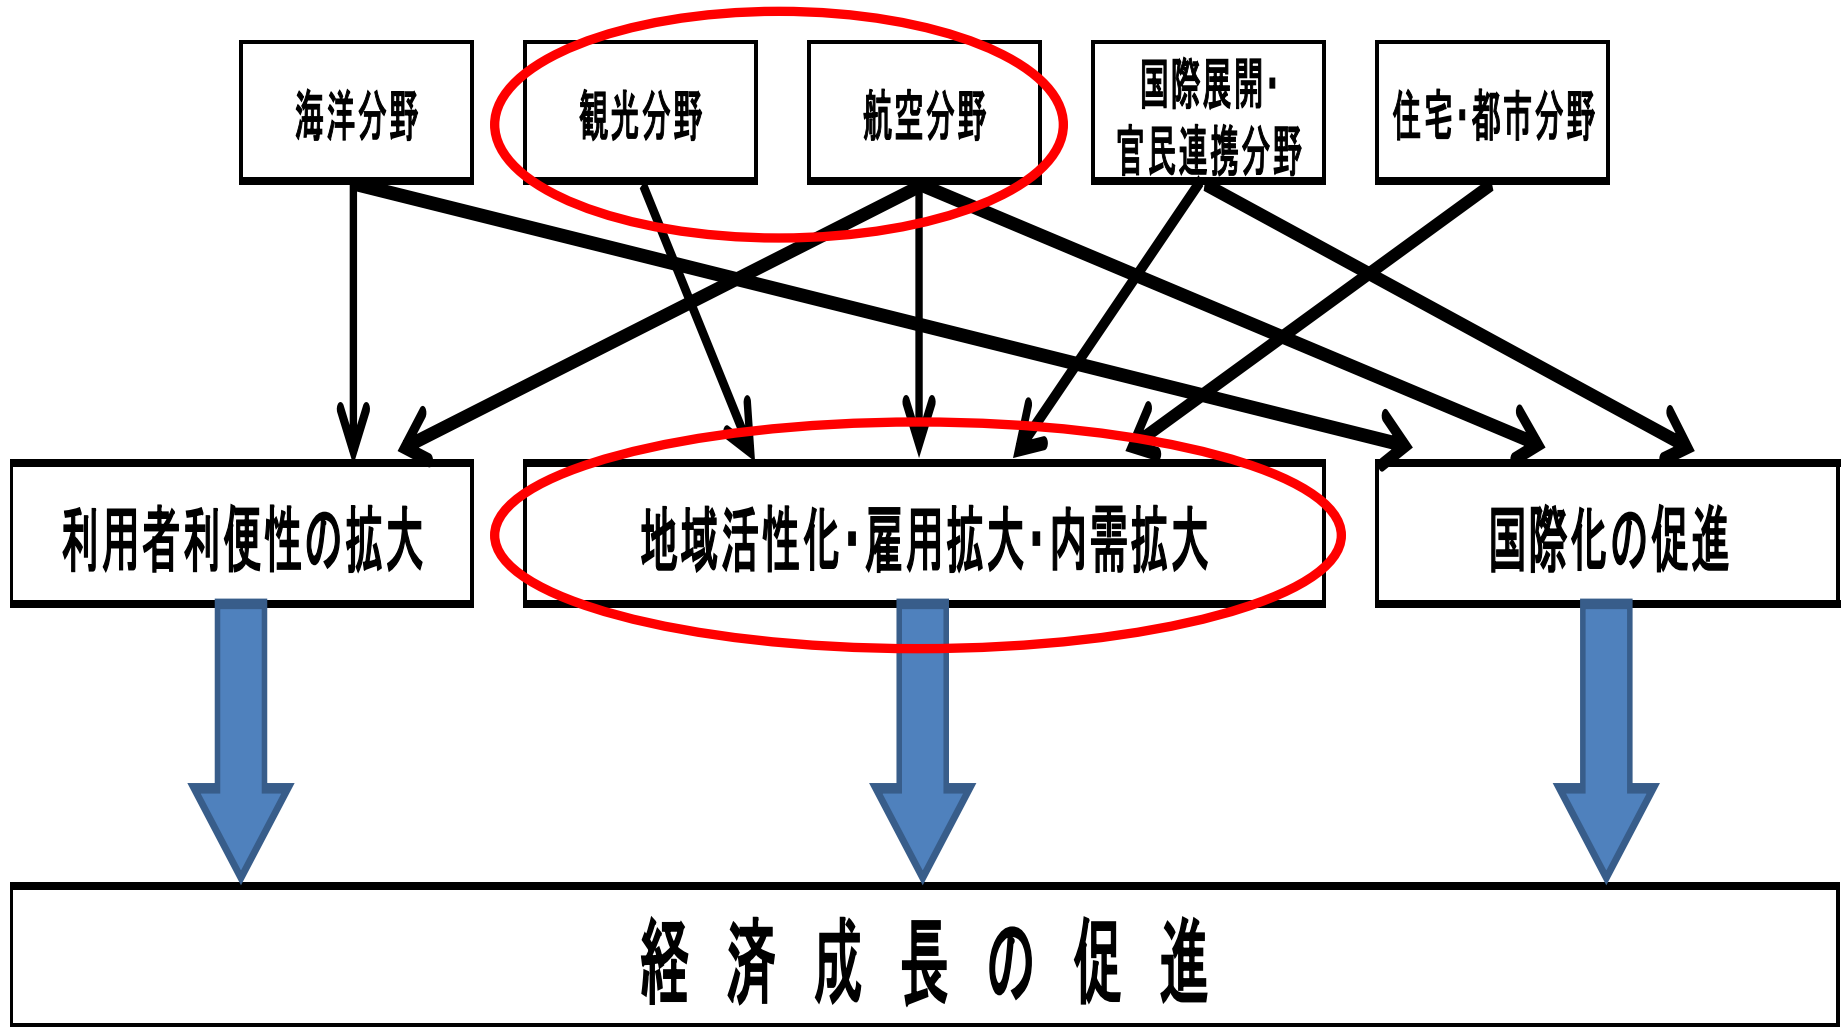 海洋分野
観光分野
航空分野
国際展開・
官民連携分野
住宅・都市分野
利用者利便性の拡大
地域活性化・雇用拡大・内需拡大
国際化の促進
経済成長の促進